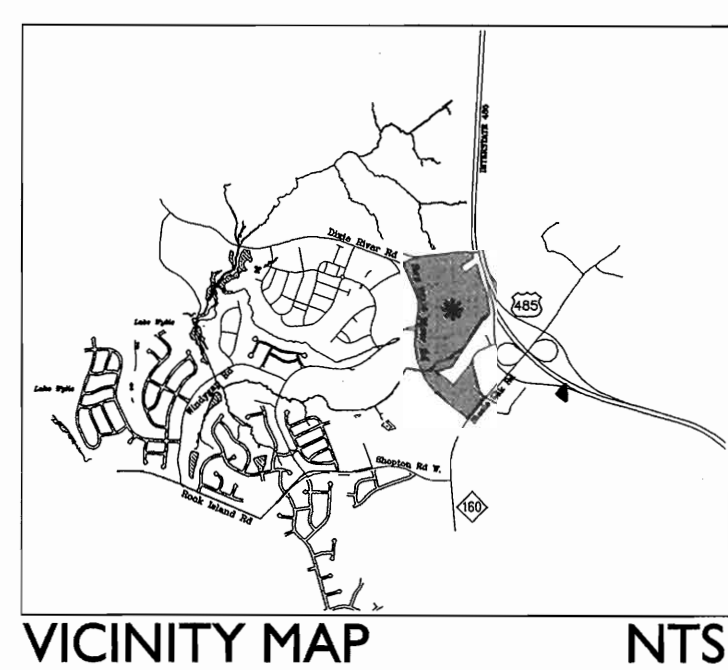 INTERSTATE 485
Dixie River Rd
485
Lake Wylie
Lake Wylie
Windygap Rd
Shopton Rd W.
Rock Island Rd
160
VICINITY MAP
NTS